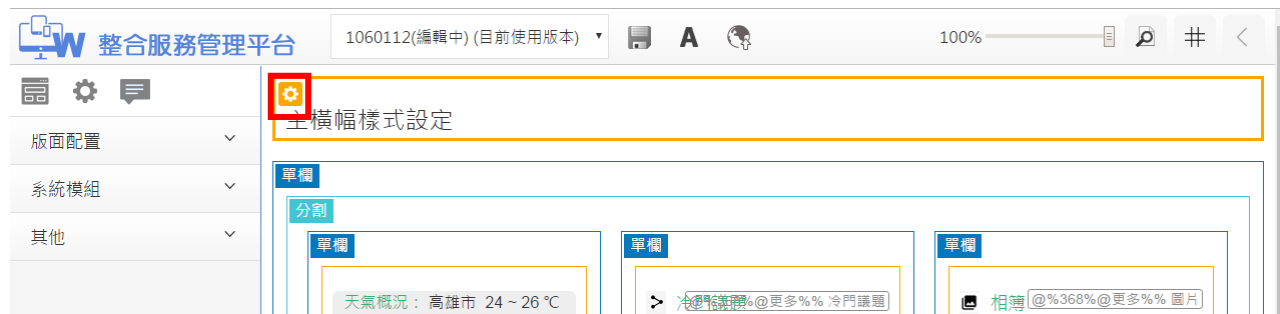 W 整合服務管理平台
1060112(編輯中) (目前使用版本)
A
100%
主橫幅樣式設定
版面配置
系統模組
其他
單欄
分割
單欄
單欄
單欄
天氣概況： 高雄市 24 ~ 26 ℃
冷門議題
@%368%@更多%% 圖片
相簿